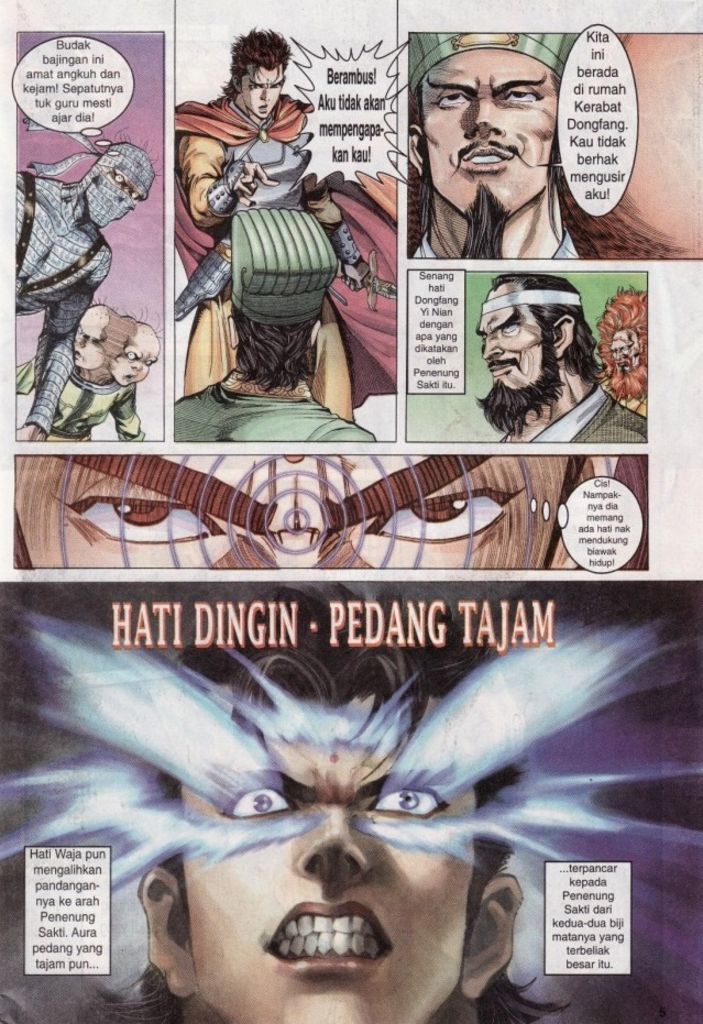 Budak
bajingan ini
amat angkuh dan
kejam! Sepatutnya
tuk guru mesti
ajar dia!
Berambus!
Aku tidak akan
mempengapa-
kan kau!
Kita
ini
berada
di rumah
Kerabat
Dongfang.
Kau tidak
berhak
mengusir
aku!
Senang
hati
Dongfang
Yi Nian
dengan
apa yang
dikatakan
oleh
Penenung
Sakti itu.
Cis!
Nampak-
nya dia
memang
ada hati nak
mendukung
biawak
hidup!
HATI DINGIN · PEDANG TAJAM
Hati Waja pun
mengalihkan
pandangan-
nya ke arah
Penenung
Sakti. Aura
pedang yang
tajam pun...
...terpancar
kepada
Penenung
Sakti dari
kedua-dua biji
matanya yang
terbeliak
besar itu.
5